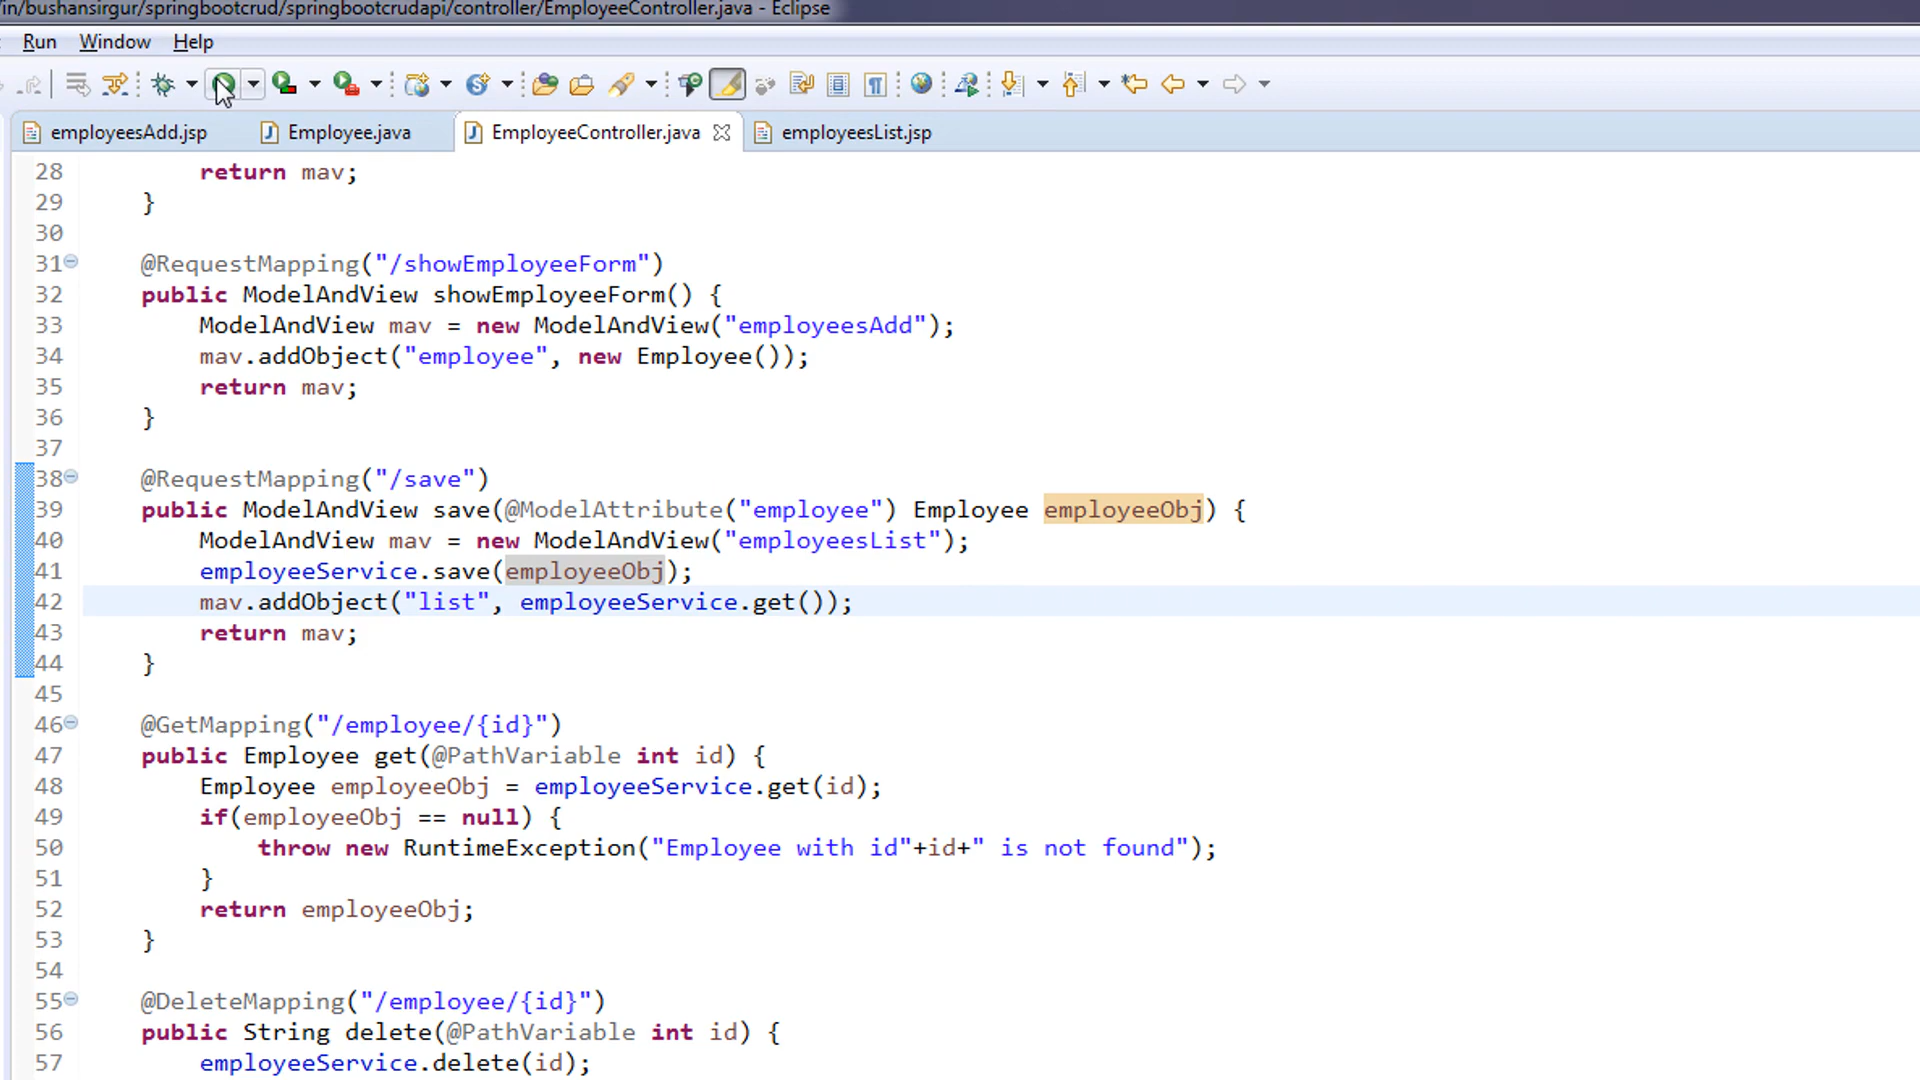 /in/bushansirgur/springbootcrud/springbootcrudapi/controller/EmployeeController.java - Eclipse
Run Window Help
employeesAdd.jsp Employee.java EmployeeController.java employeesList.jsp
28 return mav;
29 }
30
31 @RequestMapping("/showEmployeeForm")
32 public ModelAndView showEmployeeForm() {
33 ModelAndView mav = new ModelAndView("employeesAdd");
34 mav.addObject("employee", new Employee());
35 return mav;
36 }
37
38 @RequestMapping("/save")
39 public ModelAndView save(@ModelAttribute("employee") Employee employeeObj) {
40 ModelAndView mav = new ModelAndView("employeesList");
41 employeeService.save(employeeObj);
42 mav.addObject("list", employeeService.get());
43 return mav;
44 }
45
46 @GetMapping("/employee/{id}")
47 public Employee get(@PathVariable int id) {
48 Employee employeeObj = employeeService.get(id);
49 if(employeeObj == null) {
50 throw new RuntimeException("Employee with id"+id+" is not found");
51 }
52 return employeeObj;
53 }
54
55 @DeleteMapping("/employee/{id}")
56 public String delete(@PathVariable int id) {
57 employeeService.delete(id);